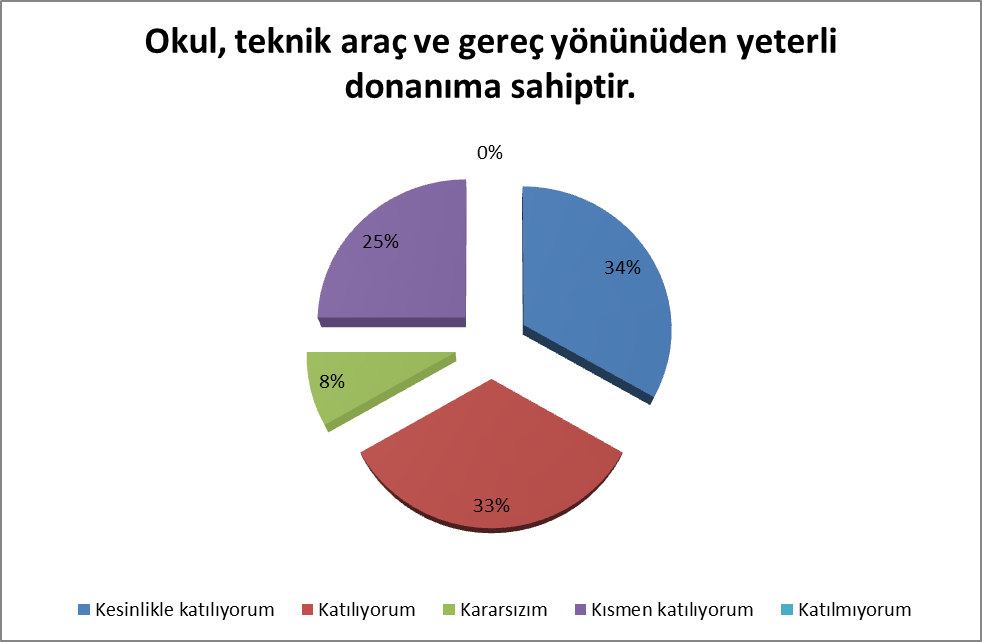 Okul, teknik araç ve gereç yönünüden yeterli
donanıma sahiptir.
0%
25%
34%
8%
33%
Kesinlikle katılıyorum Katılıyorum Kararsızım Kısmen katılıyorum Katılmıyorum